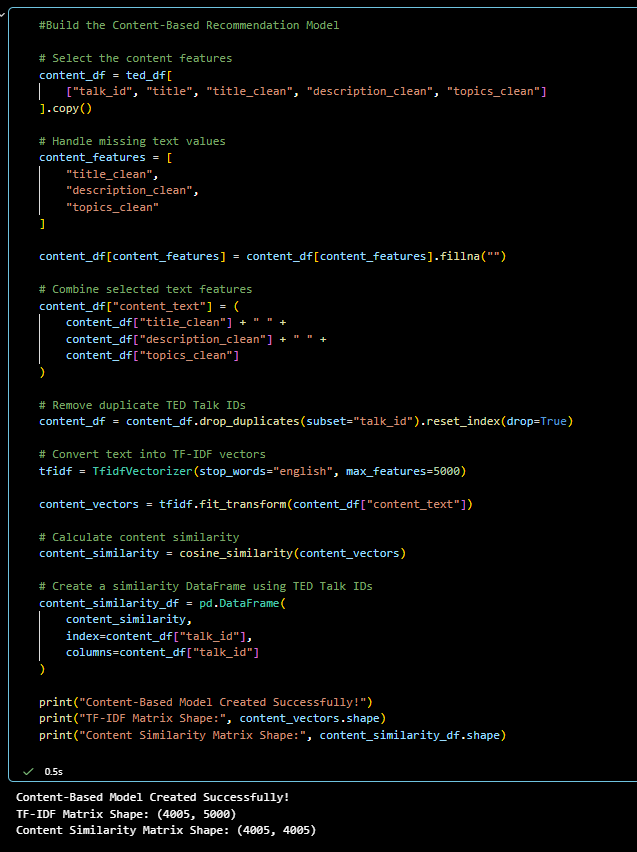 #Build the Content-Based Recommendation Model
# Select the content features
content_df = ted_df[
["talk_id", "title", "title_clean", "description_clean", "topics_clean"]
].copy()
# Handle missing text values
content_features = [
"title_clean",
"description_clean",
"topics_clean"
]
content_df[content_features] = content_df[content_features].fillna("")
# Combine selected text features
content_df["content_text"] = (
content_df["title_clean"] + " " +
content_df["description_clean"] + " " +
content_df["topics_clean"]
)
# Remove duplicate TED Talk IDs
content_df = content_df.drop_duplicates(subset="talk_id").reset_index(drop=True)
# Convert text into TF-IDF vectors
tfidf = TfidfVectorizer(stop_words="english", max_features=5000)
content_vectors = tfidf.fit_transform(content_df["content_text"])
# Calculate content similarity
content_similarity = cosine_similarity(content_vectors)
# Create a similarity DataFrame using TED Talk IDs
content_similarity_df = pd.DataFrame(
content_similarity,
index=content_df["talk_id"],
columns=content_df["talk_id"]
)
print("Content-Based Model Created Successfully!")
print("TF-IDF Matrix Shape:", content_vectors.shape)
print("Content Similarity Matrix Shape:", content_similarity_df.shape)
0.5s
Content-Based Model Created Successfully!
TF-IDF Matrix Shape: (4005, 5000)
Content Similarity Matrix Shape: (4005, 4005)